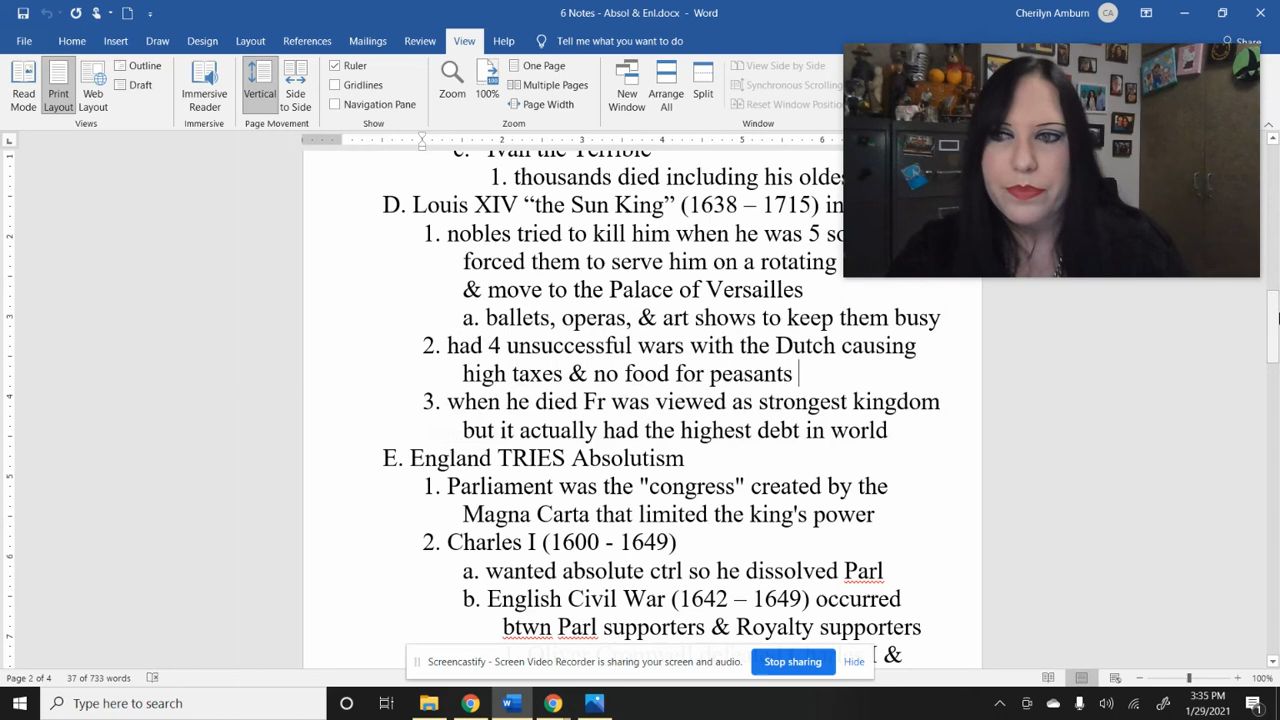 6 Notes - Absol & Enl.docx - Word
Cherilyn Amburn
CA
File Home Insert Draw Design Layout References Mailings Review View Help Tell me what you want to do
Share
Read Mode
Print Layout
Web Layout
Outline
Draft
Views
Immersive Reader
Immersive
Vertical
Side to Side
Page Movement
Ruler
Gridlines
Navigation Pane
Show
Zoom
100%
One Page
Multiple Pages
Page Width
Zoom
New Window
Arrange All
Split
View Side by Side
Synchronous Scrolling
Reset Window Positio
Window
2 3 4 5 6
c. Ivan the Terrible
1. thousands died including his oldes
D. Louis XIV “the Sun King” (1638 – 1715) in
1. nobles tried to kill him when he was 5 so
forced them to serve him on a rotating
& move to the Palace of Versailles
a. ballets, operas, & art shows to keep them busy
2. had 4 unsuccessful wars with the Dutch causing
high taxes & no food for peasants
3. when he died Fr was viewed as strongest kingdom
but it actually had the highest debt in world
E. England TRIES Absolutism
1. Parliament was the "congress" created by the
Magna Carta that limited the king's power
2. Charles I (1600 - 1649)
a. wanted absolute ctrl so he dissolved Parl
b. English Civil War (1642 – 1649) occurred
btwn Parl supporters & Royalty supporters
I &
Screencastify - Screen Video Recorder is sharing your screen and audio.
Stop sharing
Hide
Page 2 of 4 37 of 733 words
100%
Type here to search
3:35 PM
1/29/2021